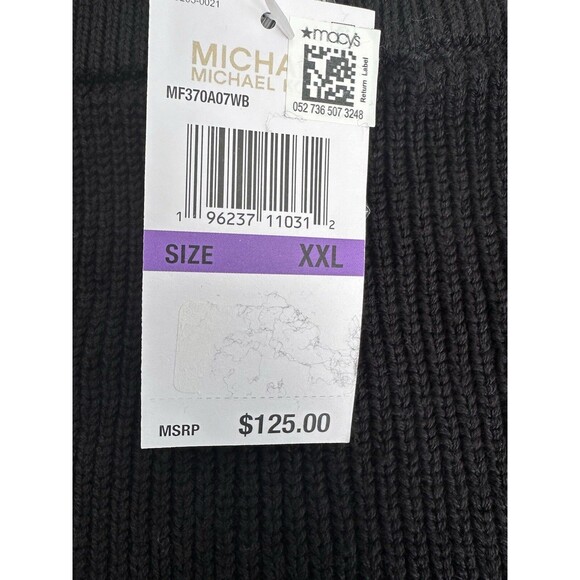 MICHA
★macy's
MICHAEL
Return Label
052 736 507 3248
MF370A07WB
1 96237 11031 2
SIZE XXL
MSRP $125.00